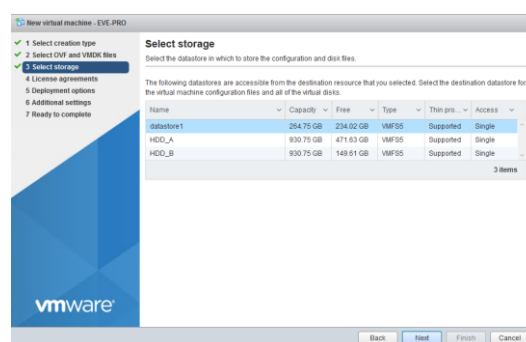 New virtual machine - EVE-PRO
1 Select creation type
2 Select OVF and VMDK files
3 Select storage
4 License agreements
5 Deployment options
6 Additional settings
7 Ready to complete
vmware
Select storage
Select the datastore in which to store the configuration and disk files.
The following datastores are accessible from the destination resource that you selected. Select the destination datastore for
the virtual machine configuration files and all of the virtual disks.
Name Capacity Free Type Thin pro... Access
datastore1 264.75 GB 234.02 GB VMFS5 Supported Single
HDD_A 930.75 GB 471.63 GB VMFS5 Supported Single
HDD_B 930.75 GB 149.61 GB VMFS5 Supported Single
3 items
Back Next Finish Cancel